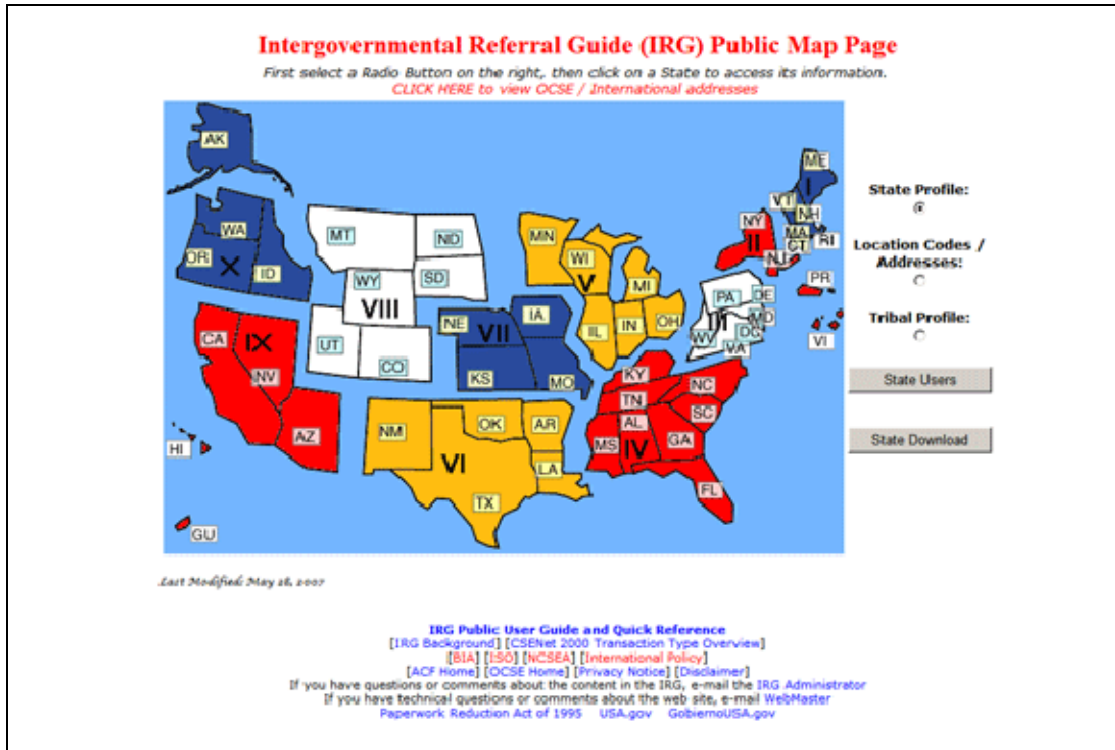 Intergovernmental Referral Guide (IRG) Public Map Page
First select a Radio Button on the right, then click on a State to access its information.
CLICK HERE to view OCSE / International addresses
AK
WA
OR
X
ID
MT
ND
WY
SD
VIII
UT
CO
CA
IX
NV
AZ
HI
GU
NE
VII
IA
KS
MO
NM
OK
AR
VI
LA
TX
MN
WI
V
MI
IL
IN
OH
KY
TN
NC
SC
MS
AL
IV
GA
FL
ME
I
VT
NH
NY
II
MA
CT
RI
NJ
PR
PA
DE
III
MD
WV
DC
VA
VI
State Profile:
Location Codes /
Addresses:
Tribal Profile:
State Users
State Download
Last Modified: May 18, 2007
IRG Public User Guide and Quick Reference
[IRG Background] [CSENet 2000 Transaction Type Overview]
[BIA] [ISO] [NCSEA] [International Policy]
[ACF Home] [OCSE Home] [Privacy Notice] [Disclaimer]
If you have questions or comments about the content in the IRG, e-mail the IRG Administrator
If you have technical questions or comments about the web site, e-mail WebMaster
Paperwork Reduction Act of 1995 USA.gov GobiernoUSA.gov